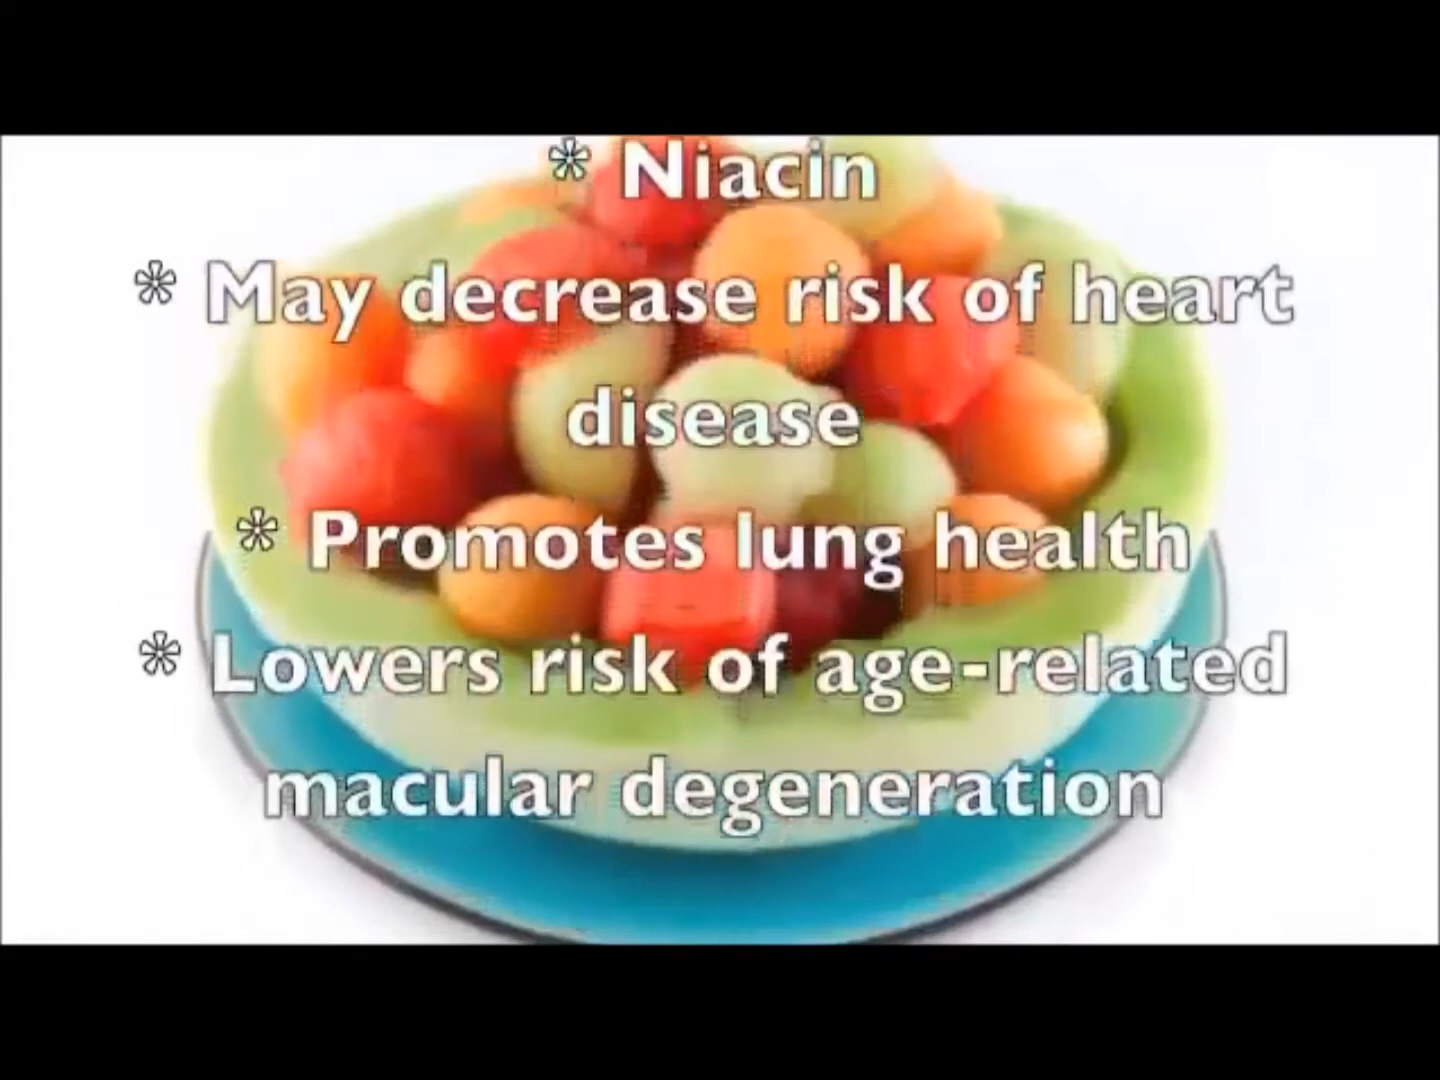 * Niacin
* May decrease risk of heart
disease
* Promotes lung health
* Lowers risk of age-related
macular degeneration